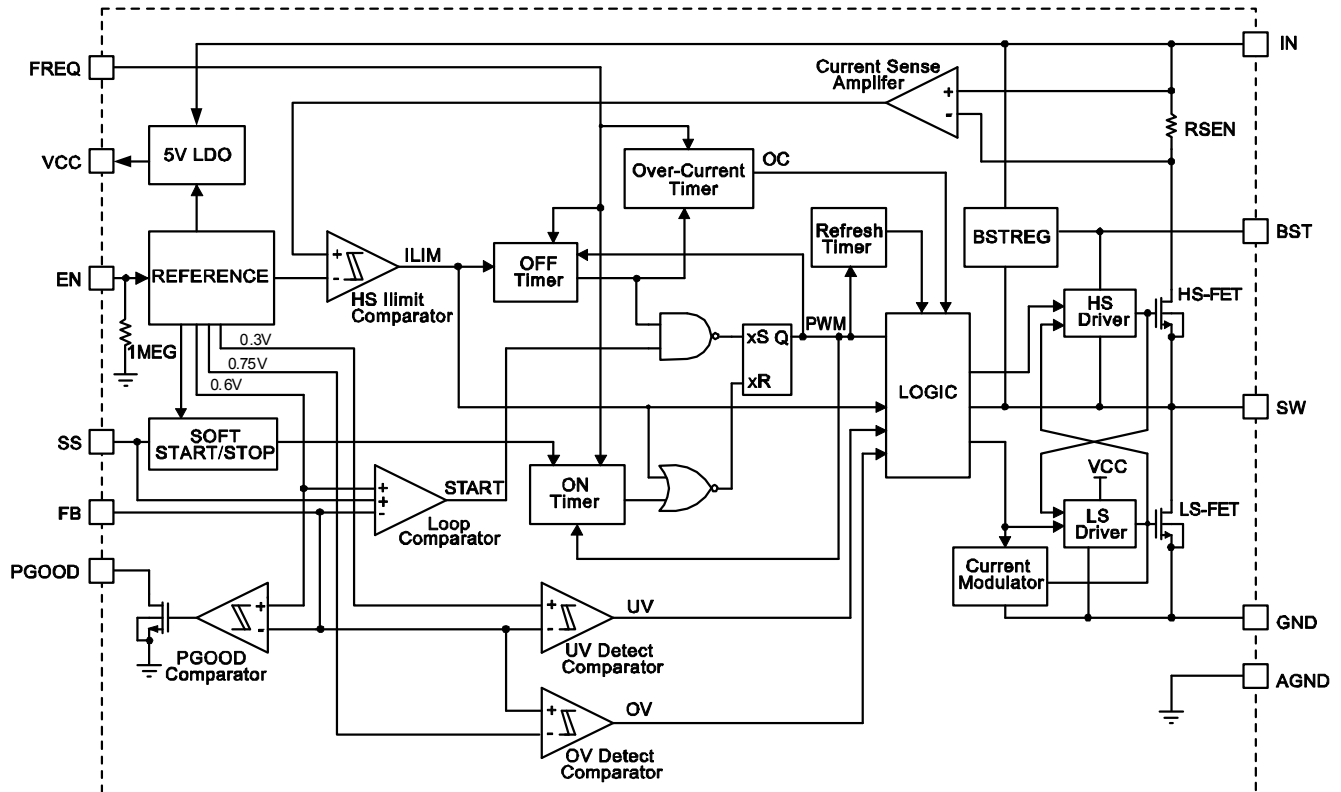 IN
FREQ
Current Sense
Amplifer
+
-
RSEN
5V LDO
VCC
Over-Current
Timer
OC
Refresh
Timer
BSTREG
BST
REFERENCE
EN
+
-
ILIM
HS Ilimit
Comparator
OFF
Timer
HS
Driver
HS-FET
1MEG
0.3V
0.75V
0.6V
xS Q
xR
PWM
LOGIC
SW
SS
SOFT
START/STOP
VCC
+
+
-
START
Loop
Comparator
ON
Timer
LS
Driver
LS-FET
FB
PGOOD
Current
Modulator
+
-
PGOOD
Comparator
+
-
UV
UV Detect
Comparator
GND
AGND
+
-
OV
OV Detect
Comparator